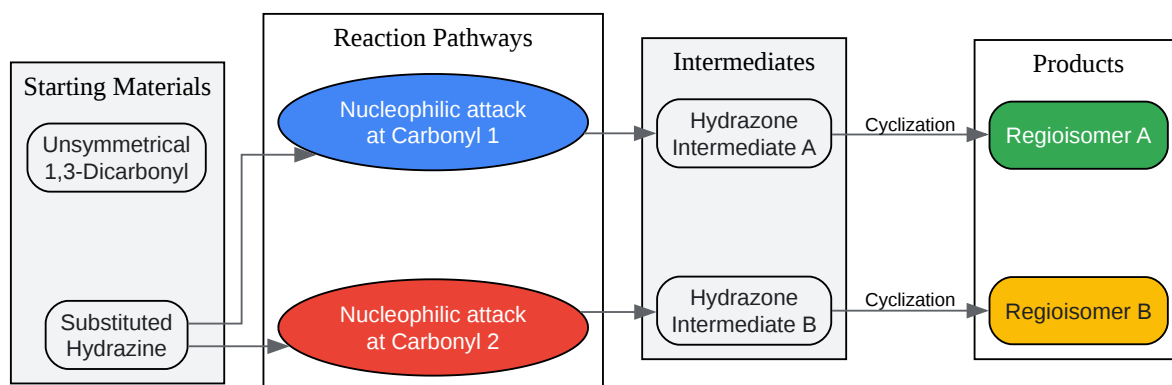 Starting Materials
Unsymmetrical
1,3-Dicarbonyl
Substituted
Hydrazine
Reaction Pathways
Nucleophilic attack
at Carbonyl 1
Nucleophilic attack
at Carbonyl 2
Intermediates
Hydrazone
Intermediate A
Hydrazone
Intermediate B
Cyclization
Cyclization
Products
Regioisomer A
Regioisomer B